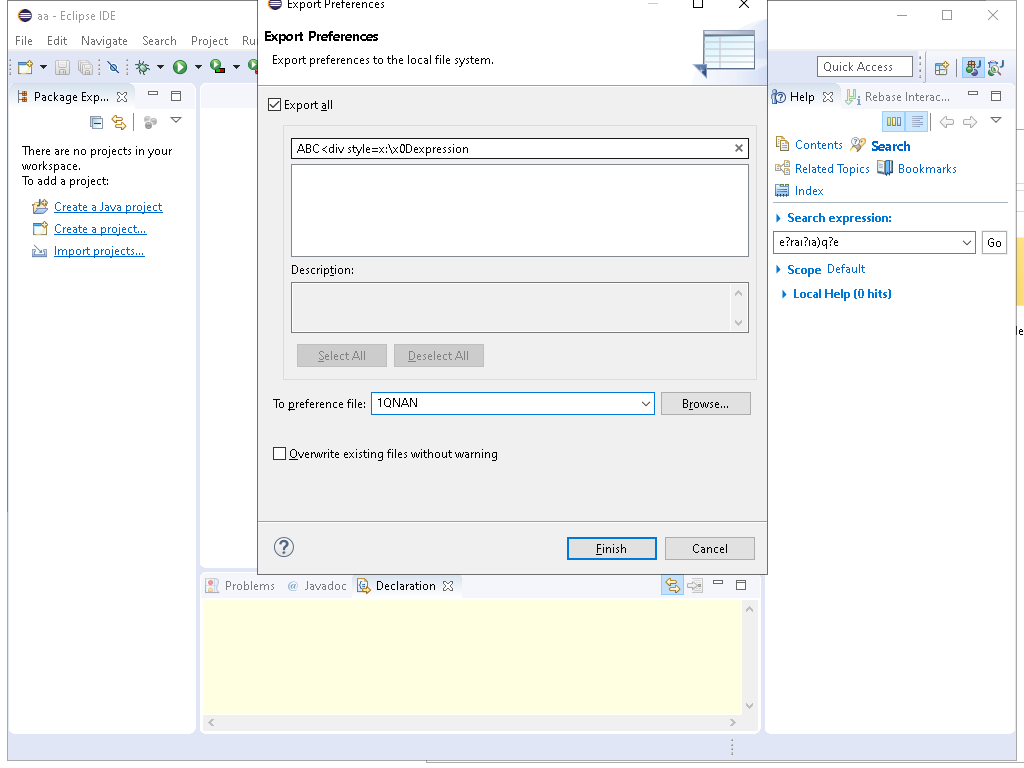 aa - Eclipse IDE
File Edit Navigate Search Project Ru
Quick Access
Package Exp...
There are no projects in your
workspace.
To add a project:
Create a Java project
Create a project...
Import projects...
Export Preferences
Export Preferences
Export preferences to the local file system.
Export all
ABC<div style=x:\x0Dexpression
Description:
Select All Deselect All
To preference file: 1QNAN Browse...
Overwrite existing files without warning
Finish Cancel
Problems @ Javadoc Declaration
Help Rebase Interac...
Contents Search
Related Topics Bookmarks
Index
Search expression:
e?raı?ıa)q?e Go
Scope Default
Local Help (0 hits)